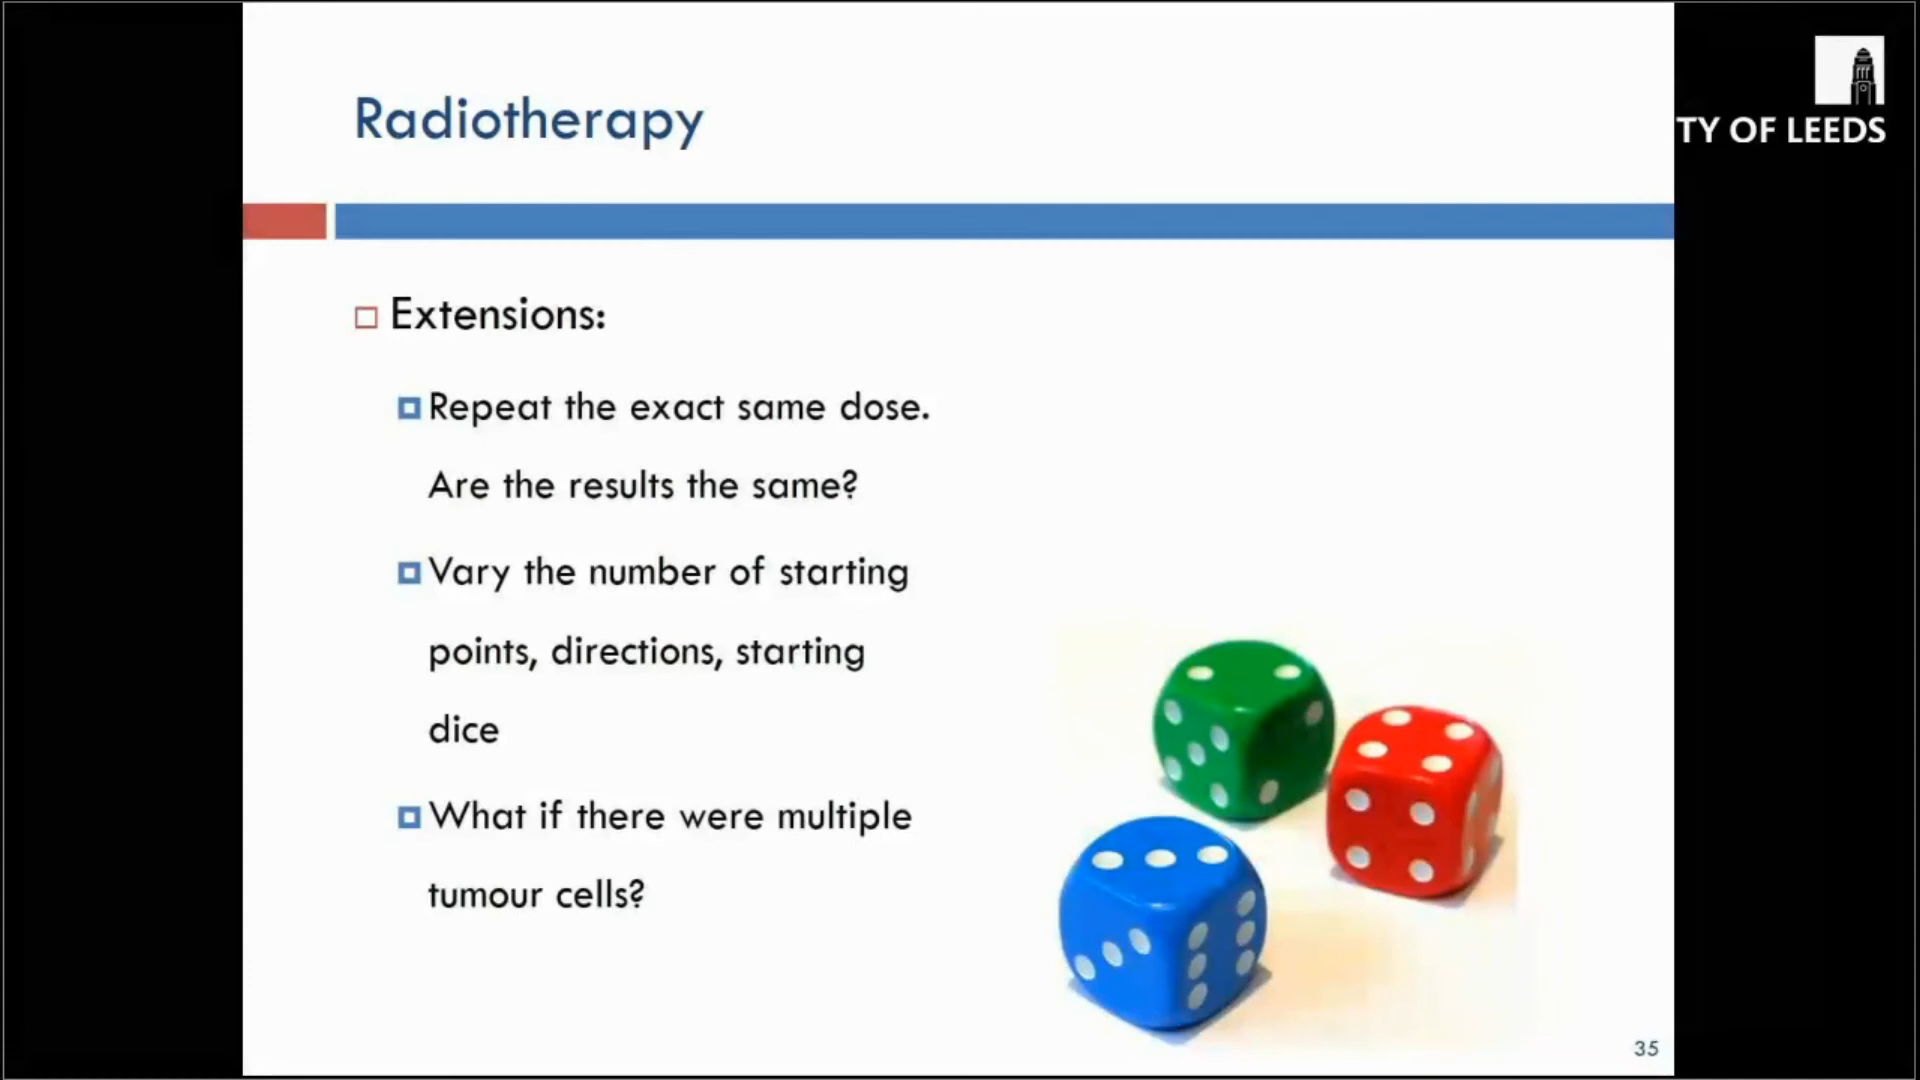 Radiotherapy
TY OF LEEDS
Extensions:
Repeat the exact same dose.
Are the results the same?
Vary the number of starting
points, directions, starting
dice
What if there were multiple
tumour cells?
35